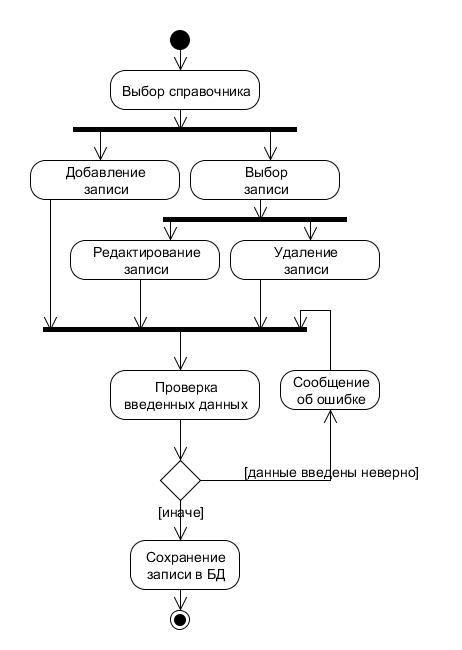 Выбор справочника
Добавление
записи
Выбор
записи
Редактирование
записи
Удаление
записи
Проверка
введенных данных
Сообщение
об ошибке
[данные введены неверно]
[иначе]
Сохранение
записи в БД